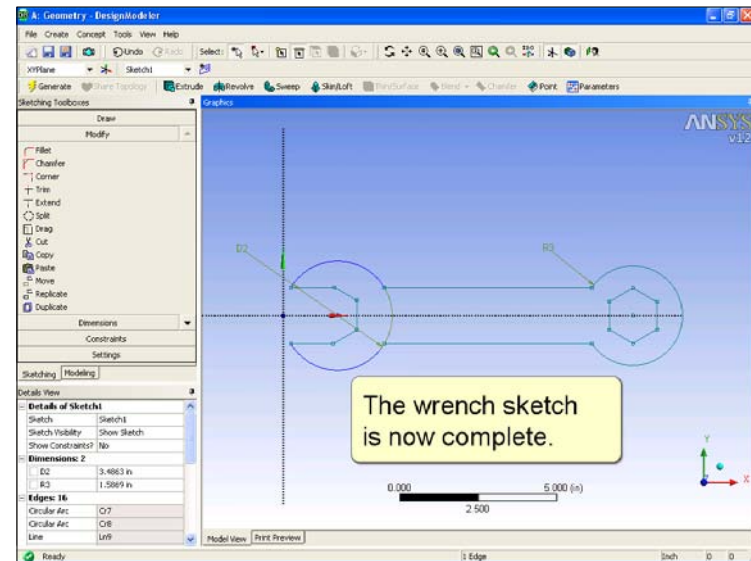 A: Geometry - DesignModeler
File Create Concept Tools View Help
Undo Redo Select:
XYPlane Sketch1
Generate Share Topology Extrude Revolve Sweep Skin/Loft Thin/Surface Blend Chamfer Point Parameters
Sketching Toolboxes
Graphics
Draw
Modify
Fillet
Chamfer
Corner
Trim
Extend
Split
Drag
Cut
Copy
Paste
Move
Replicate
Duplicate
Dimensions
Constraints
Settings
Sketching Modeling
Details View
Details of Sketch1
Sketch Sketch1
Sketch Visibility Show Sketch
Show Constraints? No
Dimensions: 2
D2 3.4863 in
R3 1.5869 in
Edges: 16
Circular Arc Cr7
Circular Arc Cr8
Line Ln9
ANSYS
v12
D2
R3
The wrench sketch
is now complete.
0.000 5.000 (in)
2.500
Y
X
Model View Print Preview
Ready 1 Edge Inch 0 0